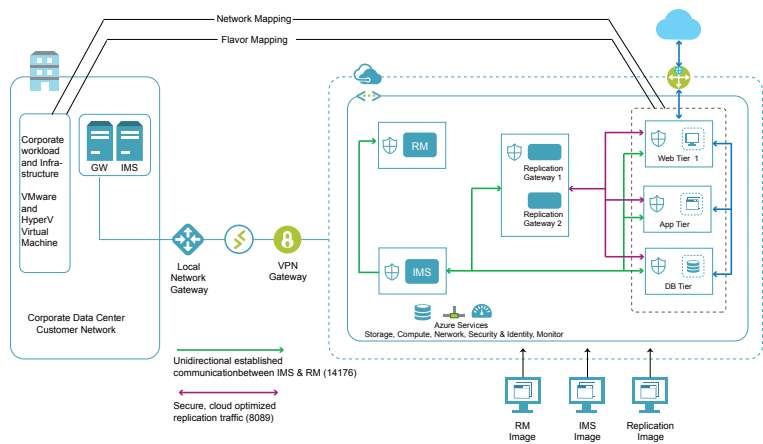 Network Mapping
Flavor Mapping
Corporate
workload
and Infra-
structure
VMware
and
HyperV
Virtual
Machine
GW
IMS
Local
Network
Gateway
VPN
Gateway
Corporate Data Center
Customer Network
RM
IMS
Replication
Gateway 1
Replication
Gateway 2
Web Tier 1
App Tier
DB Tier
Azure Services
Storage, Compute, Network, Security & Identity, Monitor
Unidirectional established
communicationbetween IMS & RM (14176)
Secure, cloud optimized
replication traffic (8089)
RM
Image
IMS
Image
Replication
Image